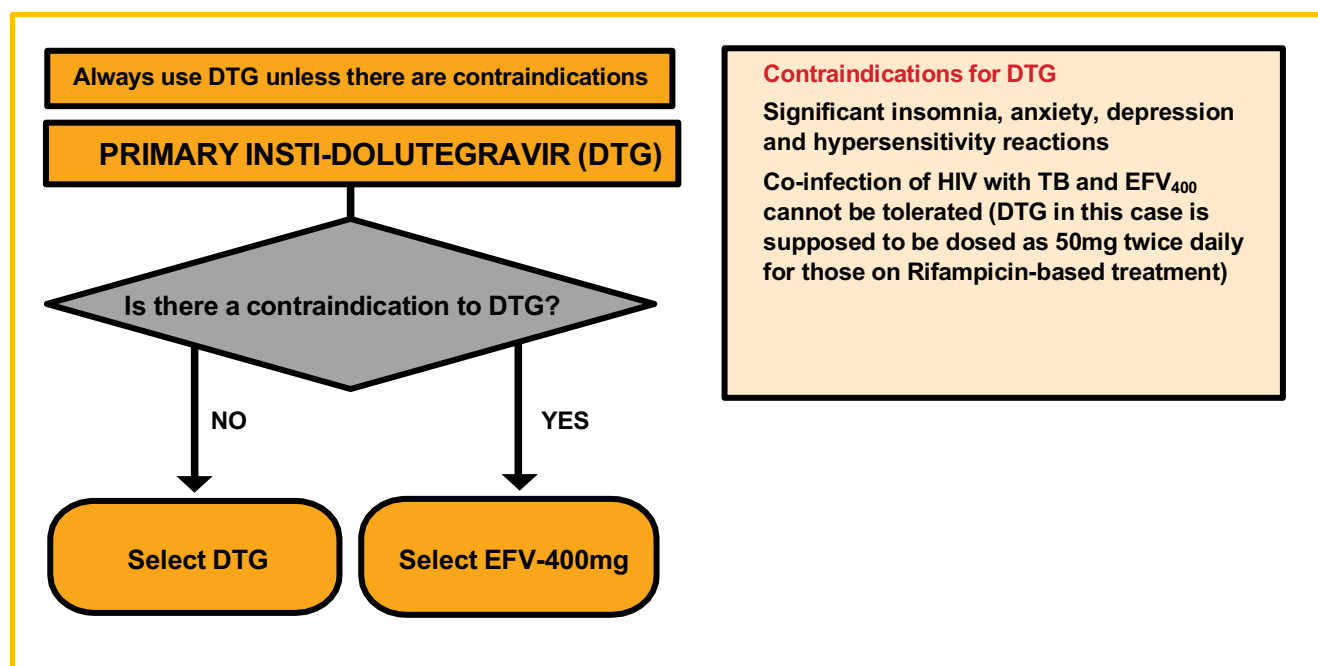 Always use DTG unless there are contraindications
PRIMARY INSTI-DOLUTEGRAVIR (DTG)
Is there a contraindication to DTG?
NO
YES
Select DTG
Select EFV-400mg
Contraindications for DTG
Significant insomnia, anxiety, depression
and hypersensitivity reactions
Co-infection of HIV with TB and EFV₄₀₀
cannot be tolerated (DTG in this case is
supposed to be dosed as 50mg twice daily
for those on Rifampicin-based treatment)